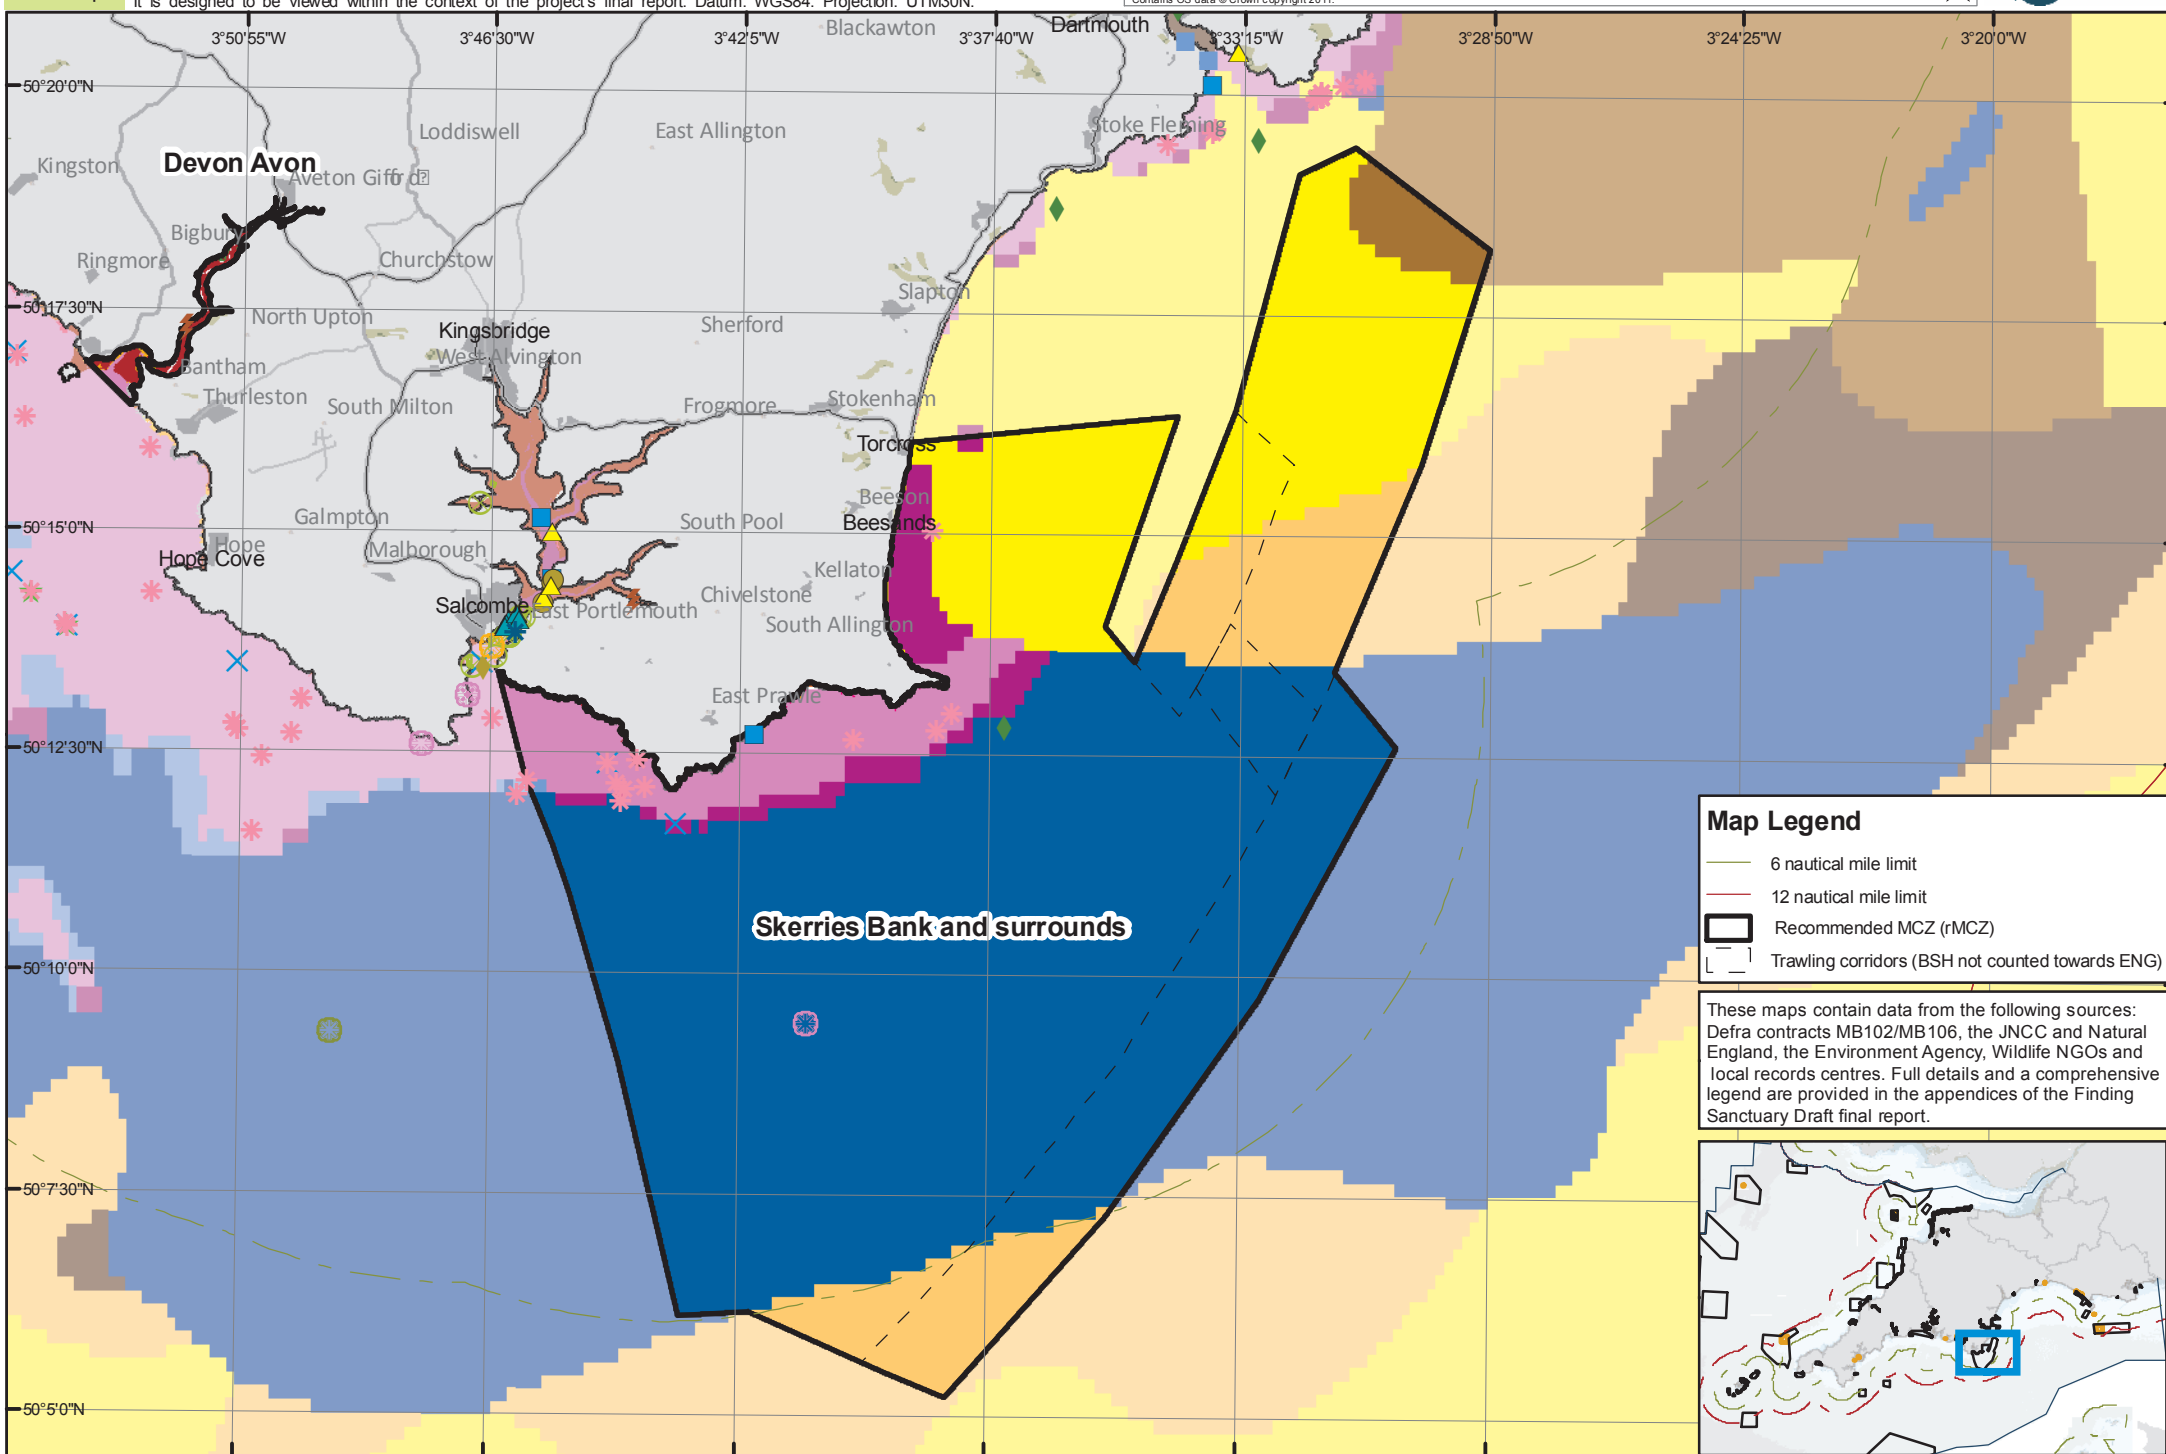 It is designed to be viewed within the context of the project's final report. Datum: WGS84. Projection: UTM30N.
Contains OS data © Crown copyright 2011.
3°50'55"W
3°46'30"W
3°42'5"W
3°37'40"W
3°33'15"W
3°28'50"W
3°24'25"W
3°20'0"W
Blackawton
Dartmouth
50°20'0"N
Loddiswell
East Allington
Stoke Fleming
Kingston
Devon Avon
Aveton Gifford
Bigbury
Ringmore
Churchstow
Slapton
50°17'30"N
North Upton
Kingsbridge
Sherford
West Alvington
Bantham
Thurleston
South Milton
Frogmore
Stokenham
Torcross
Beeson
50°15'0"N
Galmpton
South Pool
Beesands
Hope
Hope Cove
Malborough
Kellaton
Chivelstone
Salcombe
East Portlemouth
South Allington
East Prawle
50°12'30"N
Skerries Bank and surrounds
50°10'0"N
50°7'30"N
50°5'0"N
Map Legend
6 nautical mile limit
12 nautical mile limit
Recommended MCZ (rMCZ)
Trawling corridors (BSH not counted towards ENG)
These maps contain data from the following sources:
Defra contracts MB102/MB106, the JNCC and Natural
England, the Environment Agency, Wildlife NGOs and
local records centres. Full details and a comprehensive
legend are provided in the appendices of the Finding
Sanctuary Draft final report.